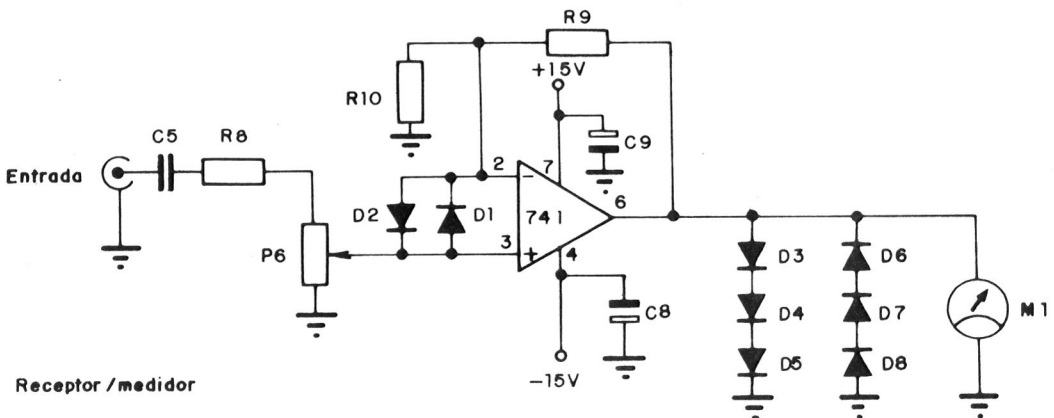 R9
+15V
R10
C5
R8
C9
Entrada
2
7
D2
D1
−
741
6
P6
3
+
4
D3
D6
C8
D4
D7
M1
−15V
D5
D8
Receptor/medidor